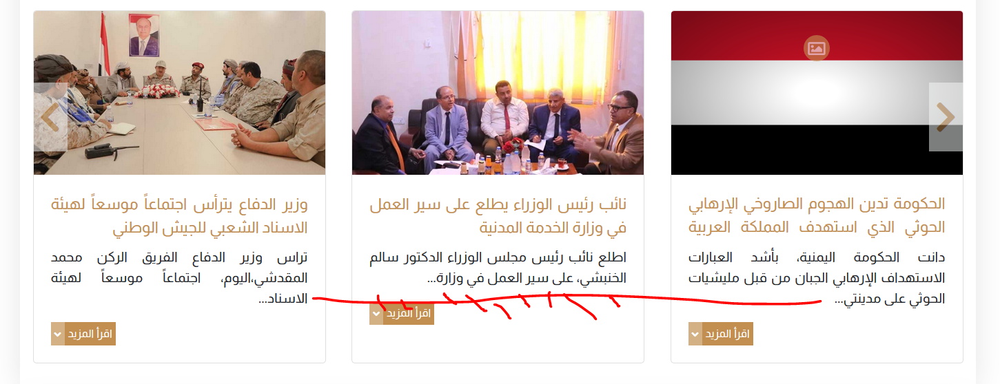 الحكومة تدين الهجوم الصاروخي الإرهابي
الحوثي الذي استهدف المملكة العربية
دانت الحكومة اليمنية، بأشد العبارات
الاستهداف الإرهابي الجبان من قبل مليشيات
الحوثي على مدينتي...
اقرأ المزيد
نائب رئيس الوزراء يطلع على سير العمل
في وزارة الخدمة المدنية
اطلع نائب رئيس مجلس الوزراء الدكتور سالم
الخنبشي، على سير العمل في وزارة...
اقرأ المزيد
وزير الدفاع يترأس اجتماعاً موسعاً لهيئة
الاسناد الشعبي للجيش الوطني
تراس وزير الدفاع الفريق الركن محمد
المقدشي،اليوم، اجتماعاً موسعاً لهيئة
الاسناد...
اقرأ المزيد